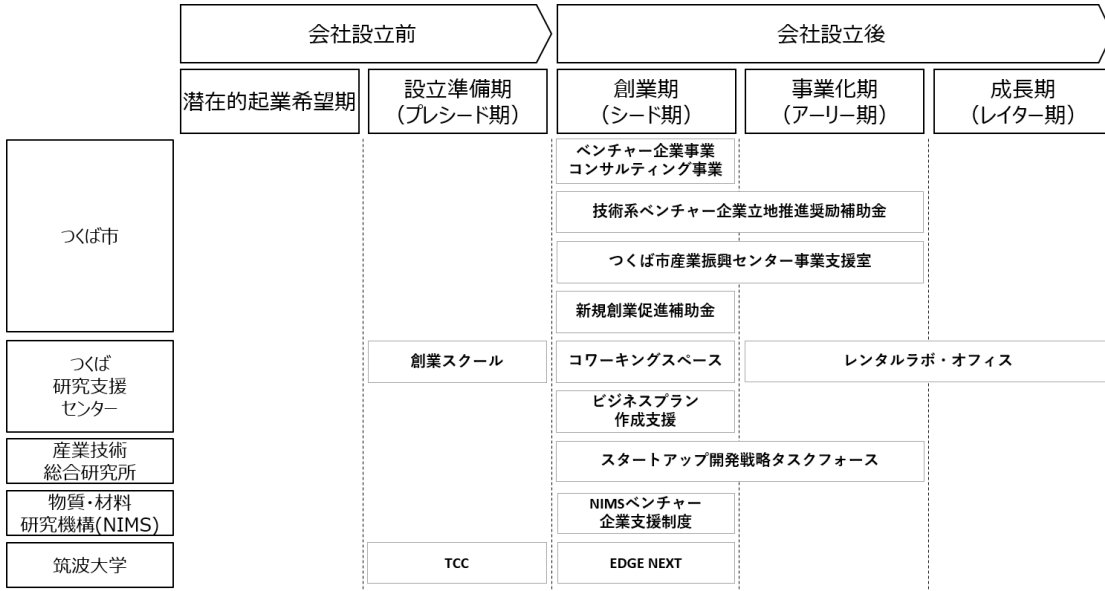 会社設立前
会社設立後
潜在的起業希望期
設立準備期
(プレシード期)
創業期
(シード期)
事業化期
(アーリー期)
成長期
(レイター期)
つくば市
ベンチャー企業事業
コンサルティング事業
技術系ベンチャー企業立地推進奨励補助金
つくば市産業振興センター事業支援室
新規創業促進補助金
つくば
研究支援
センター
創業スクール
コワーキングスペース
レンタルラボ・オフィス
ビジネスプラン
作成支援
産業技術
総合研究所
スタートアップ開発戦略タスクフォース
物質・材料
研究機構(NIMS)
NIMSベンチャー
企業支援制度
筑波大学
TCC
EDGE NEXT